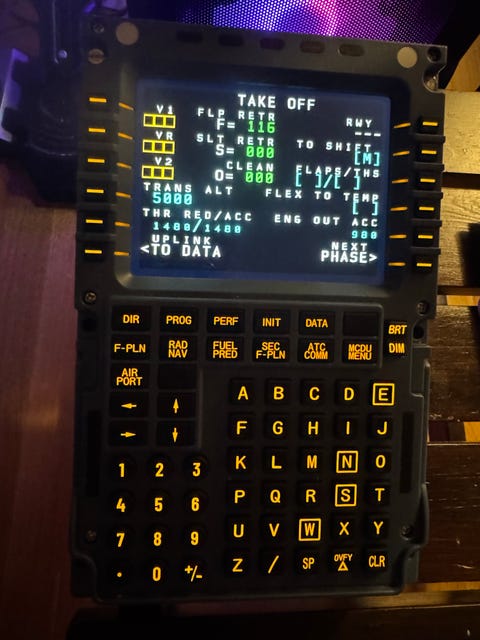 TAKE OFF
V1 FLP RETR RWY
F= 116 ---
VR SLT RETR TO SHIFT
S= 000 [M]
V2 CLEAN FLAPS/THS
O= 000 [ ]/[ ]
TRANS ALT FLEX TO TEMP
5000 [ ]
THR RED/ACC ENG OUT ACC
1480/1480 980
UPLINK NEXT
<TO DATA PHASE>
DIR PROG PERF INIT DATA
BRT
F-PLN RAD NAV FUEL PRED SEC F-PLN ATC COMM MCDU MENU DIM
AIR PORT
← ↑
→ ↓
A B C D E
F G H I J
K L M N O
P Q R S T
U V W X Y
Z / SP OVFY △ CLR
1 2 3
4 5 6
7 8 9
. 0 +/-